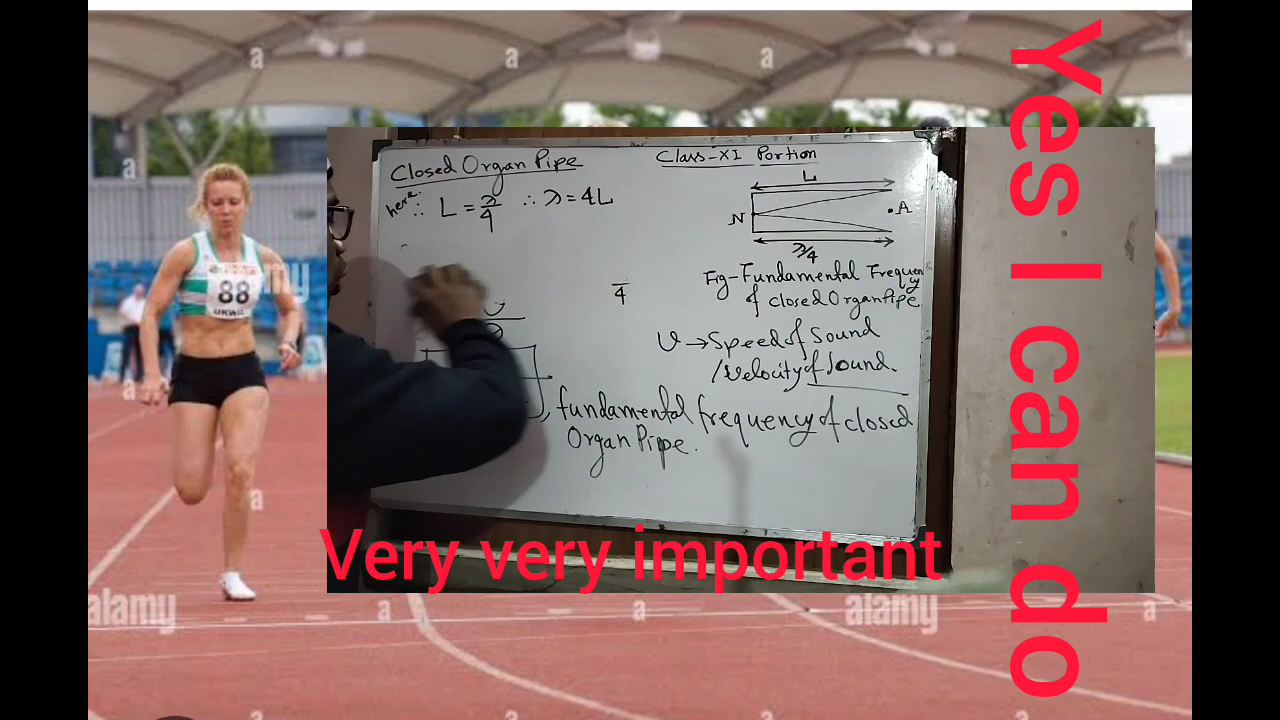 Closed Organ Pipe
Class-XI Portion
here
∴ L = λ/4 ∴ λ = 4L
L
N
A
λ/4
Fig-Fundamental Frequency
of closed Organ Pipe
4
υ → Speed of Sound
/Velocity of Sound.
fundamental frequency of closed
Organ Pipe.
Very very important
Yes I can do
88
a
a
a
a
alamy
a
alamy
a
a
alamy
a